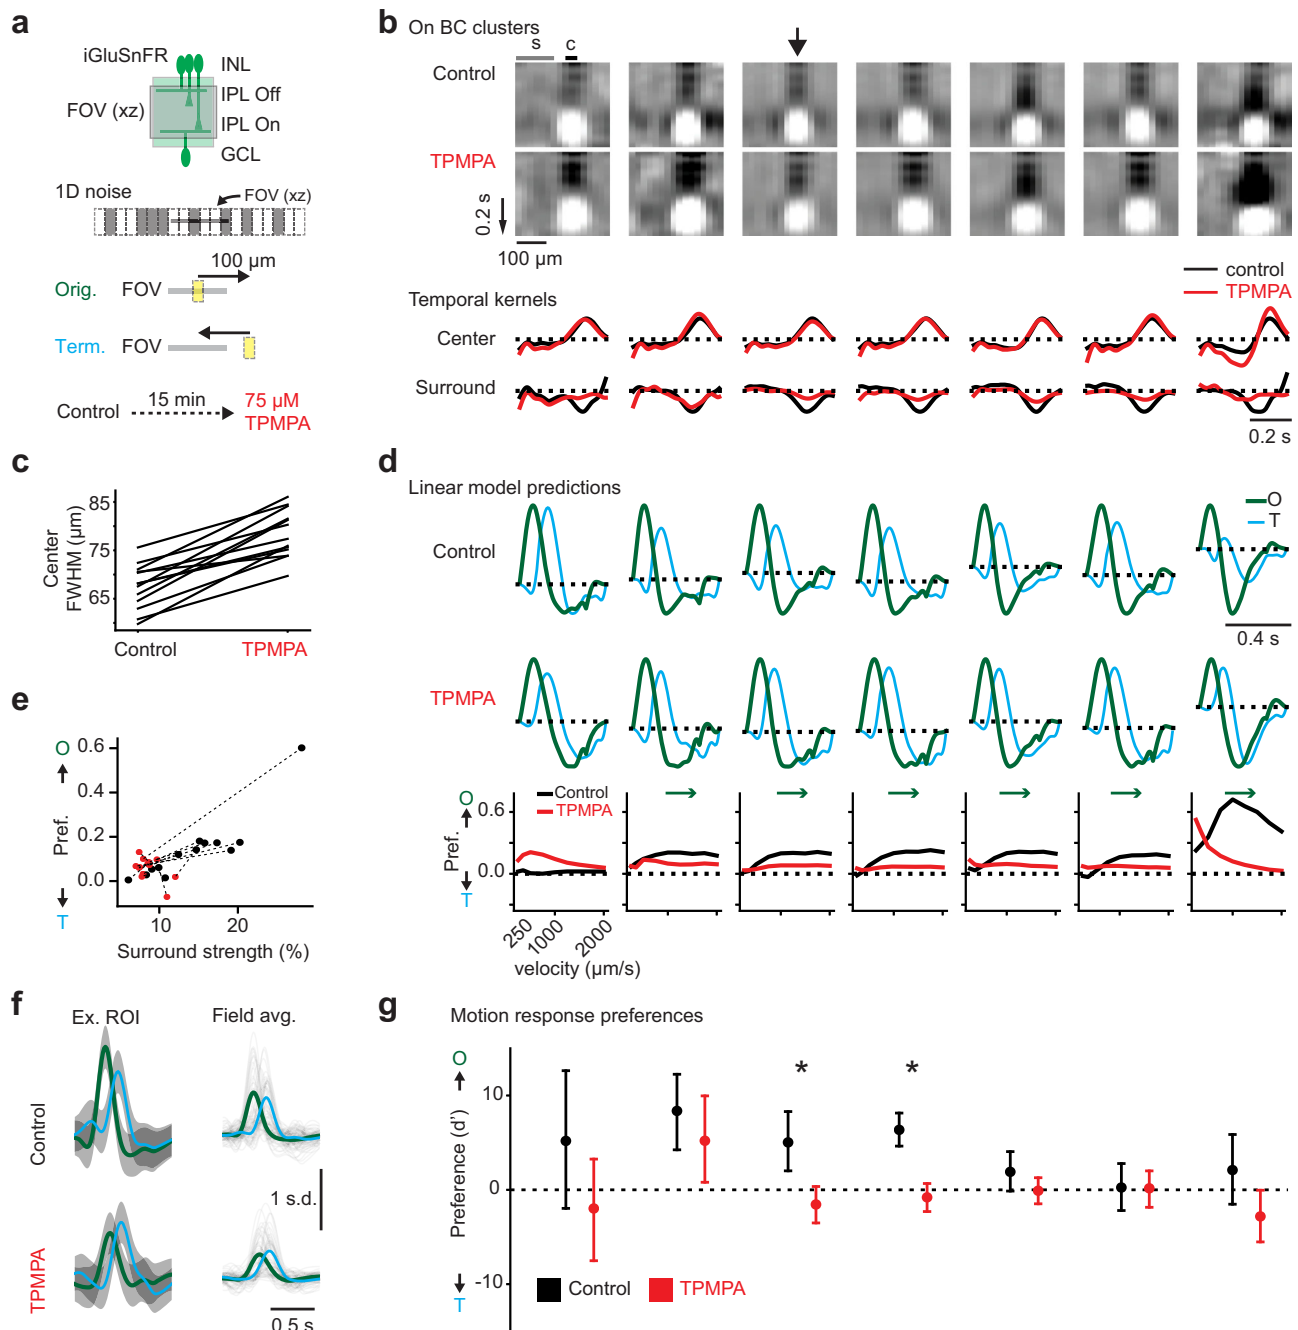 a
iGluSnFR
INL
IPL Off
FOV (xz)
IPL On
GCL
1D noise
FOV (xz)
100 µm
Orig.
FOV
Term.
FOV
Control
15 min
75 µM
TPMPA
b
On BC clusters
s
c
Control
TPMPA
0.2 s
100 µm
control
TPMPA
Temporal kernels
Center
Surround
0.2 s
c
Center
FWHM (µm)
85
75
65
Control
TPMPA
d
Linear model predictions
O
T
Control
0.4 s
TPMPA
O
Pref.
T
0.6
0.0
Control
TPMPA
250
1000
2000
velocity (µm/s)
e
O
Pref.
T
0.6
0.4
0.2
0.0
10
20
Surround strength (%)
f
Ex. ROI
Field avg.
Control
1 s.d.
TPMPA
0.5 s
g
Motion response preferences
O
Preference (d')
T
10
0
-10
*
*
Control
TPMPA